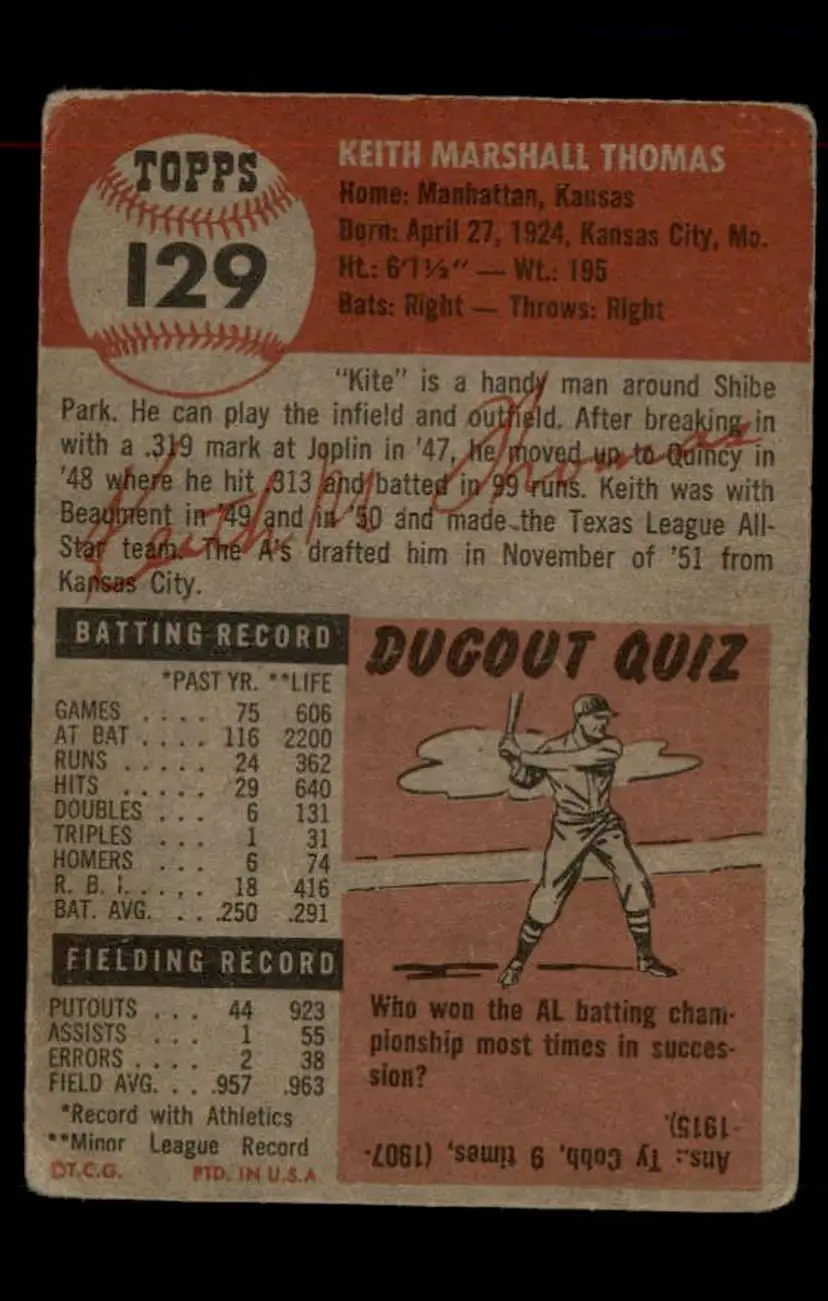 TOPPS
129
KEITH MARSHALL THOMAS
Home: Manhattan, Kansas
Born: April 27, 1924, Kansas City, Mo.
Ht.: 6'1½" — Wt.: 195
Bats: Right — Throws: Right
"Kite" is a handy man around Shibe
Park. He can play the infield and outfield. After breaking in
with a .319 mark at Joplin in '47, he moved up to Quincy in
'48 where he hit .313 and batted in 99 runs. Keith was with
Beaumont in '49 and in '50 and made the Texas League All-
Star team. The A's drafted him in November of '51 from
Kansas City.
Keith M Thomas
BATTING RECORD
*PAST YR. **LIFE
GAMES .... 75 606
AT BAT .... 116 2200
RUNS ..... 24 362
HITS ..... 29 640
DOUBLES ... 6 131
TRIPLES ... 1 31
HOMERS ... 6 74
R. B. I. .... 18 416
BAT. AVG. ... .250 .291
FIELDING RECORD
PUTOUTS ... 44 923
ASSISTS ... 1 55
ERRORS .... 2 38
FIELD AVG. ... .957 .963
*Record with Athletics
**Minor League Record
DT.C.G. PTD. IN U.S.A
DUGOUT QUIZ
Who won the AL batting cham-
pionship most times in succes-
sion?
Ans.: Ty Cobb, 9 times, (1907-
1915).